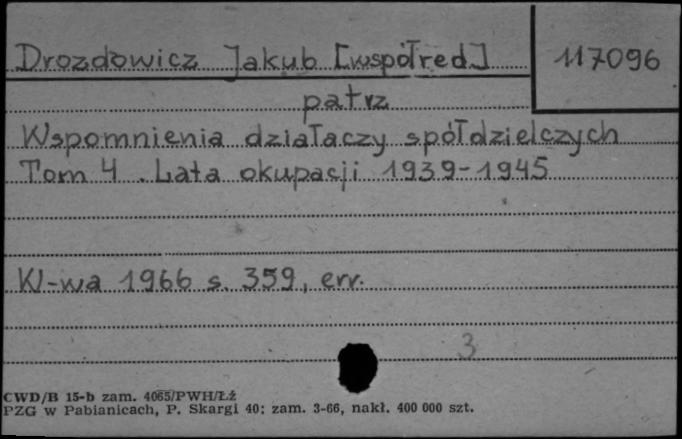 Drozdowicz Jakub [współred.] 117096
patrz
Wspomnienia działaczy spółdzielczych
Tom 4. Lata okupacji 1939-1945
W-wa 1966 s. 359, err.
3
CWD/B 15-b zam. 4065/PWH/Łż
PZG w Pabianicach, P. Skargi 40; zam. 3-66, nakł. 400 000 szt.